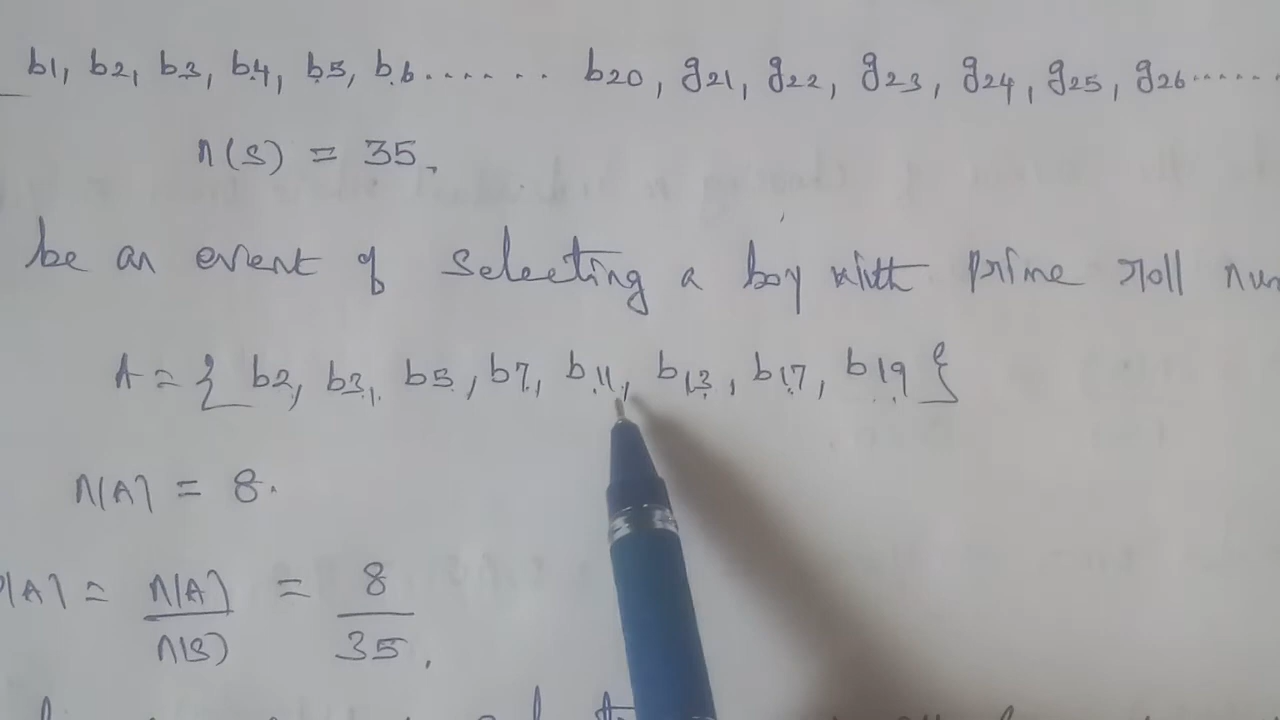 b1, b2, b3, b4, b5, b6...... b20, g21, g22, g23, g24, g25, g26......
n(S) = 35.
be an event of selecting a boy with prime roll num
A = { b2, b3, b5, b7, b11, b13, b17, b19 }
n(A) = 8.
P(A) = n(A)/n(S) = 8/35.